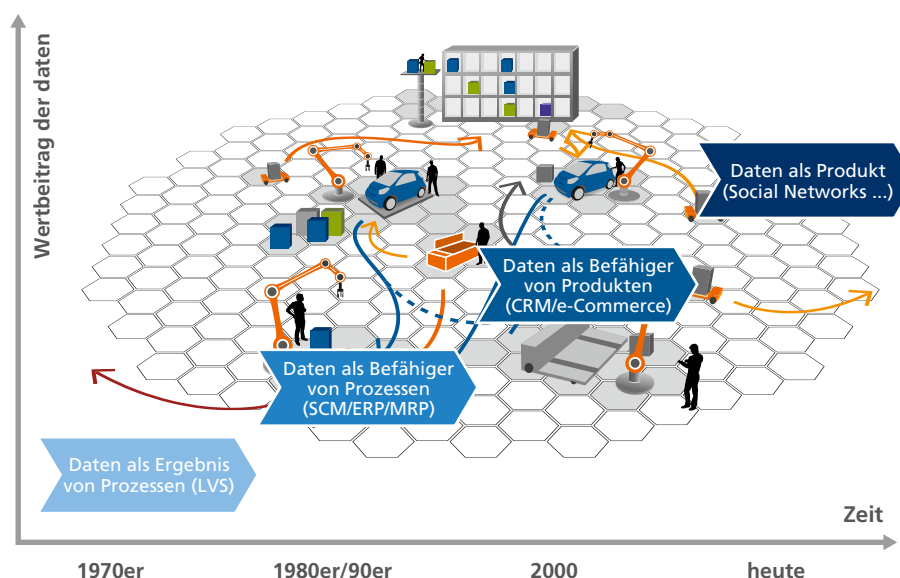 Wertbeitrag der daten
Daten als Produkt
(Social Networks ...)
Daten als Befähiger
von Produkten
(CRM/e-Commerce)
Daten als Befähiger
von Prozessen
(SCM/ERP/MRP)
Daten als Ergebnis
von Prozessen (LVS)
Zeit
1970er
1980er/90er
2000
heute